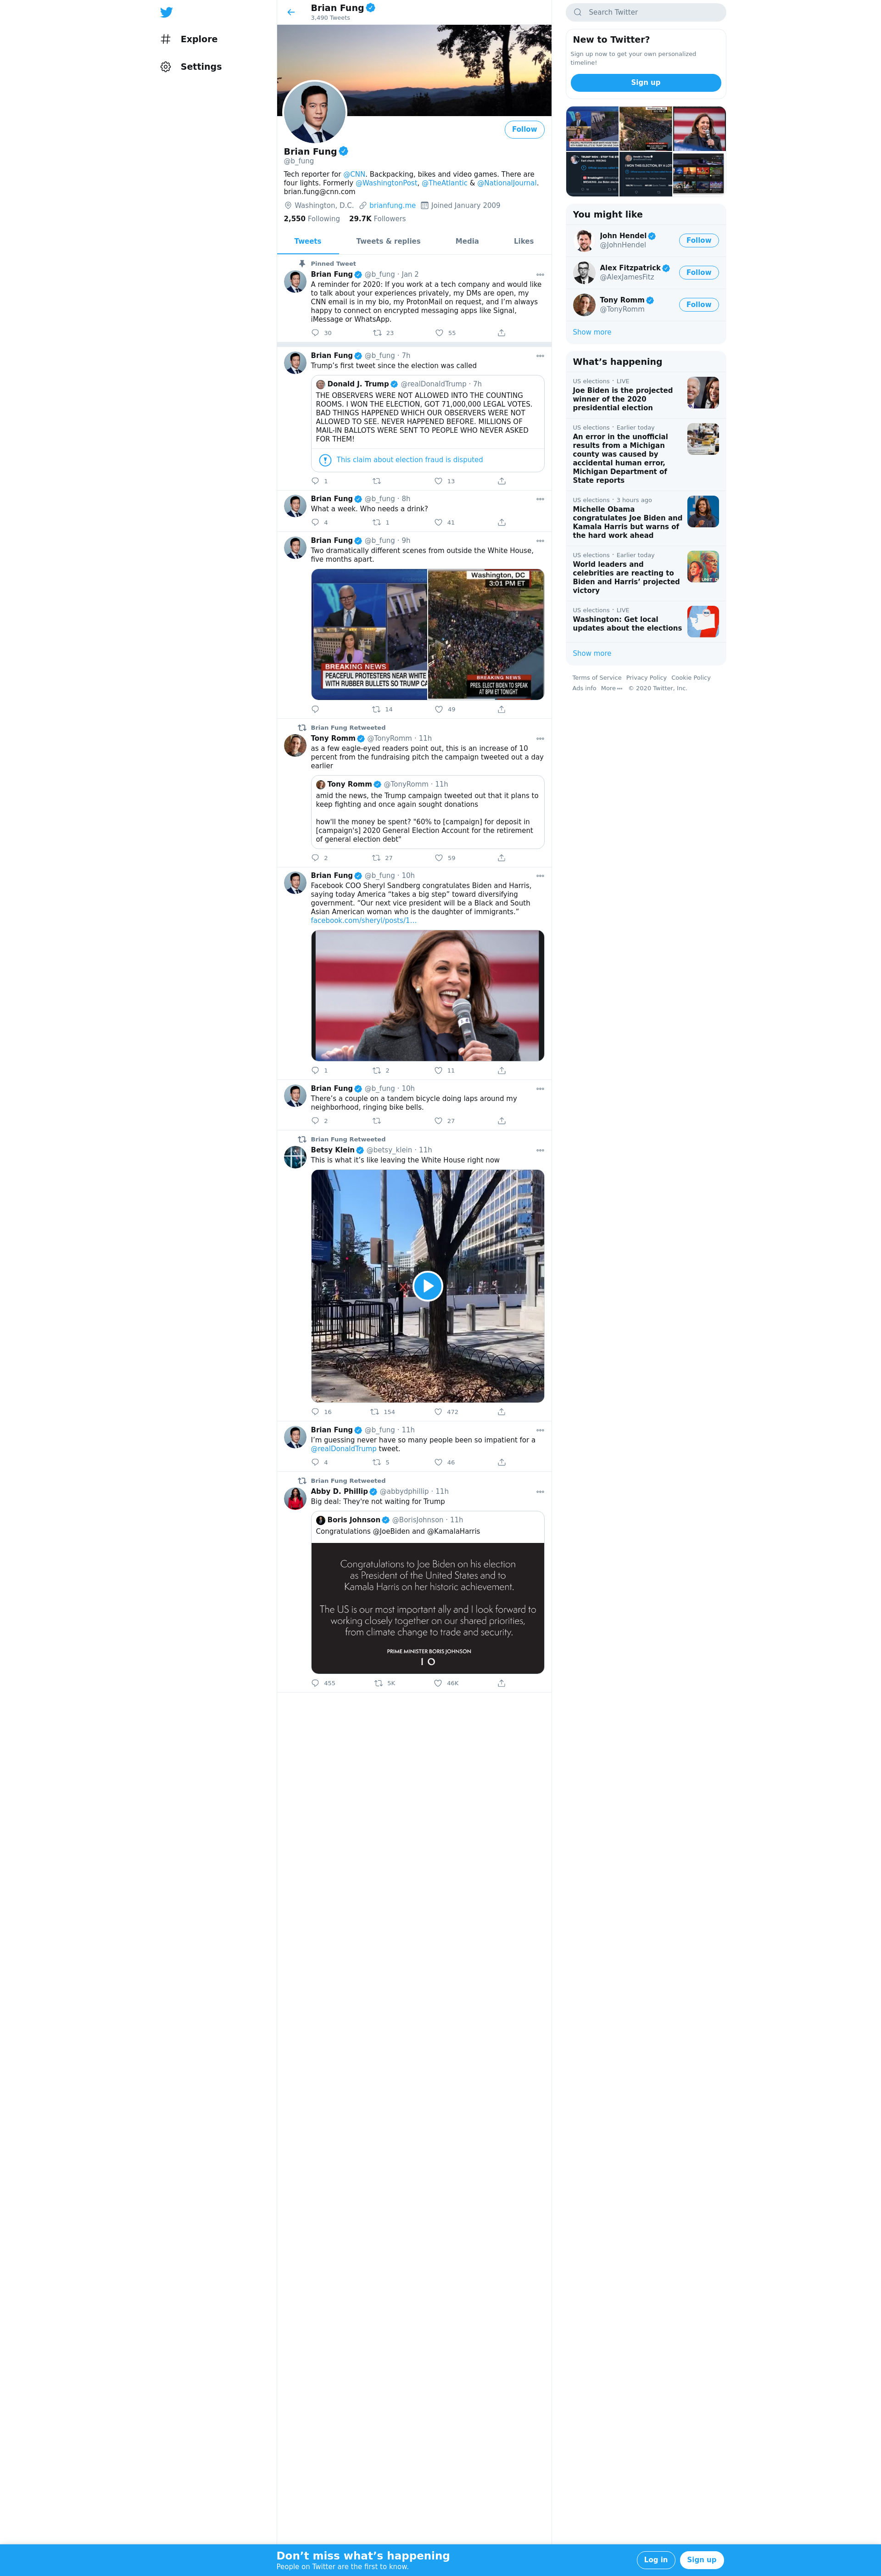 Explore
Settings
Brian Fung
3,490 Tweets
Follow
Brian Fung
@b_fung
Tech reporter for @CNN. Backpacking, bikes and video games. There are
four lights. Formerly @WashingtonPost, @TheAtlantic & @NationalJournal.
brian.fung@cnn.com
Washington, D.C. brianfung.me Joined January 2009
2,550 Following 29.7K Followers
Tweets Tweets & replies Media Likes
Pinned Tweet
Brian Fung @b_fung · Jan 2
A reminder for 2020: If you work at a tech company and would like
to talk about your experiences privately, my DMs are open, my
CNN email is in my bio, my ProtonMail on request, and I’m always
happy to connect on encrypted messaging apps like Signal,
iMessage or WhatsApp.
30 23 55
Brian Fung @b_fung · 7h
Trump’s first tweet since the election was called
Donald J. Trump @realDonaldTrump · 7h
THE OBSERVERS WERE NOT ALLOWED INTO THE COUNTING
ROOMS. I WON THE ELECTION, GOT 71,000,000 LEGAL VOTES.
BAD THINGS HAPPENED WHICH OUR OBSERVERS WERE NOT
ALLOWED TO SEE. NEVER HAPPENED BEFORE. MILLIONS OF
MAIL-IN BALLOTS WERE SENT TO PEOPLE WHO NEVER ASKED
FOR THEM!
This claim about election fraud is disputed
1 13
Brian Fung @b_fung · 8h
What a week. Who needs a drink?
4 1 41
Brian Fung @b_fung · 9h
Two dramatically different scenes from outside the White House,
five months apart.
BREAKING NEWS
PEACEFUL PROTESTERS NEAR WHITE
WITH RUBBER BULLETS SO TRUMP CA
Washington, DC
3:01 PM ET
BREAKING NEWS
PRES. ELECT BIDEN TO SPEAK
AT 8PM ET TONIGHT
14 49
Brian Fung Retweeted
Tony Romm @TonyRomm · 11h
as a few eagle-eyed readers point out, this is an increase of 10
percent from the fundraising pitch the campaign tweeted out a day
earlier
Tony Romm @TonyRomm · 11h
amid the news, the Trump campaign tweeted out that it plans to
keep fighting and once again sought donations
how'll the money be spent? "60% to [campaign] for deposit in
[campaign's] 2020 General Election Account for the retirement
of general election debt"
2 27 59
Brian Fung @b_fung · 10h
Facebook COO Sheryl Sandberg congratulates Biden and Harris,
saying today America “takes a big step” toward diversifying
government. “Our next vice president will be a Black and South
Asian American woman who is the daughter of immigrants.”
facebook.com/sheryl/posts/1…
1 2 11
Brian Fung @b_fung · 10h
There’s a couple on a tandem bicycle doing laps around my
neighborhood, ringing bike bells.
2 27
Brian Fung Retweeted
Betsy Klein @betsy_klein · 11h
This is what it’s like leaving the White House right now
16 154 472
Brian Fung @b_fung · 11h
I’m guessing never have so many people been so impatient for a
@realDonaldTrump tweet.
4 5 46
Brian Fung Retweeted
Abby D. Phillip @abbydphillip · 11h
Big deal: They're not waiting for Trump
Boris Johnson @BorisJohnson · 11h
Congratulations @JoeBiden and @KamalaHarris
Congratulations to Joe Biden on his election
as President of the United States and to
Kamala Harris on her historic achievement.
The US is our most important ally and I look forward to
working closely together on our shared priorities,
from climate change to trade and security.
PRIME MINISTER BORIS JOHNSON
10
455 5K 46K
Search Twitter
New to Twitter?
Sign up now to get your own personalized
timeline!
Sign up
You might like
John Hendel
@JohnHendel
Follow
Alex Fitzpatrick
@AlexJamesFitz
Follow
Tony Romm
@TonyRomm
Follow
Show more
What’s happening
US elections · LIVE
Joe Biden is the projected
winner of the 2020
presidential election
US elections · Earlier today
An error in the unofficial
results from a Michigan
county was caused by
accidental human error,
Michigan Department of
State reports
US elections · 3 hours ago
Michelle Obama
congratulates Joe Biden and
Kamala Harris but warns of
the hard work ahead
US elections · Earlier today
World leaders and
celebrities are reacting to
Biden and Harris’ projected
victory
US elections · LIVE
Washington: Get local
updates about the elections
Show more
Terms of Service Privacy Policy Cookie Policy
Ads info More © 2020 Twitter, Inc.
Don’t miss what’s happening
People on Twitter are the first to know.
Log in
Sign up